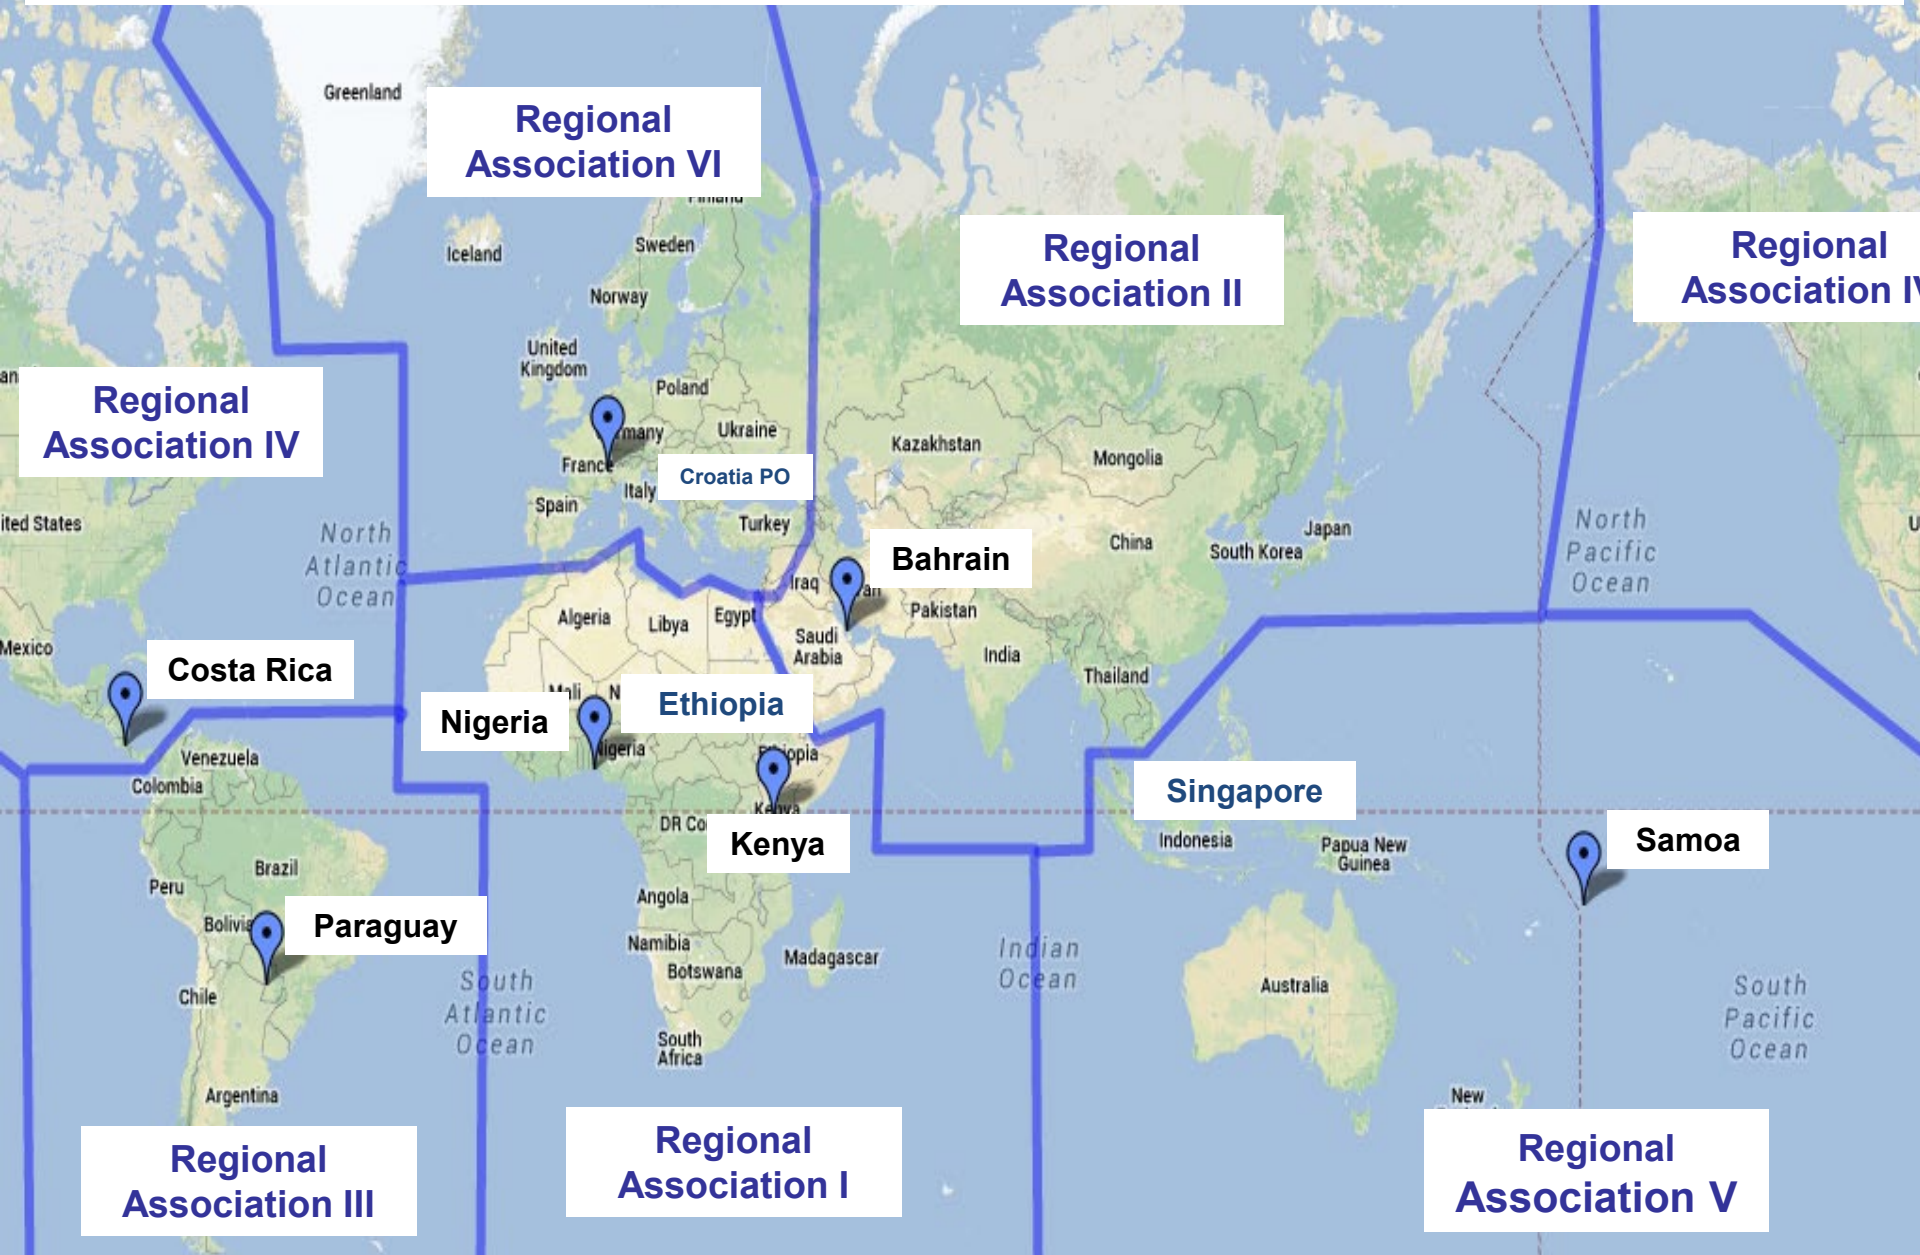 Greenland
Regional
Association VI
Iceland
Sweden
Norway
Regional
Association II
Regional
United
Kingdom
Poland
Regional
Association IV
Ukraine
Kazakhstan
Mongolia
France
Croatia PO
Italy
Spain
Turkey
North
Atlantic
Ocean
China
Japan
South Korea
North
Pacific
Ocean
Bahrain
Iraq
Pakistan
Algeria
Libya
Egypt
Saudi
Arabia
India
Thailand
Mexico
Costa Rica
Mali
Nigeria
Ethiopia
Venezuela
Colombia
Singapore
Kenya
Kenya
Indonesia
Papua New
Guinea
Samoa
Brazil
Peru
Bolivia
Paraguay
Angola
Namibia
Botswana
Madagascar
Indian
Ocean
Australia
Chile
South
Atlantic
Ocean
South
Pacific
Ocean
South
Africa
Argentina
New
Regional
Association III
Regional
Association I
Regional
Association V